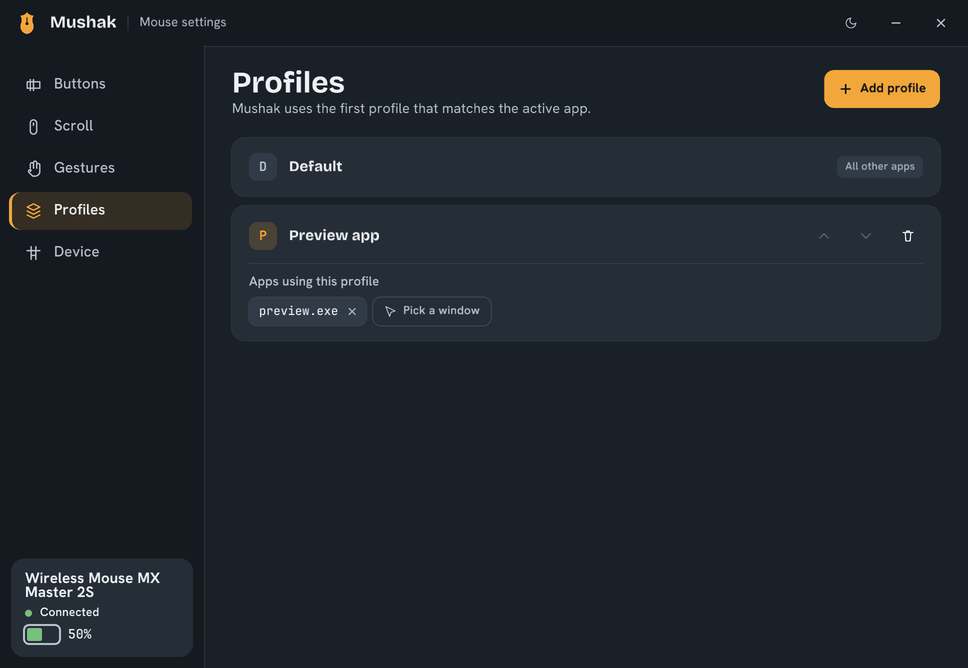 Mushak
Mouse settings
Buttons
Scroll
Gestures
Profiles
Device
Wireless Mouse MX
Master 2S
Connected
50%
Profiles
Mushak uses the first profile that matches the active app.
Add profile
D
Default
All other apps
P
Preview app
Apps using this profile
preview.exe
Pick a window